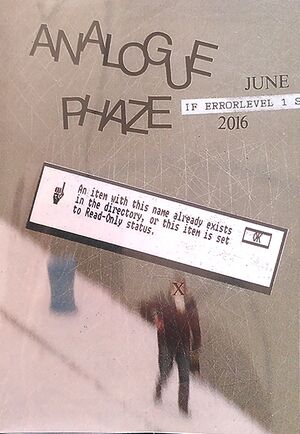 ANALOGUE
PHAZE
JUNE
IF ERRORLEVEL 1 S
2016
An item with this name already exists
in the directory, or this item is set
to Read-Only status.
OK
X